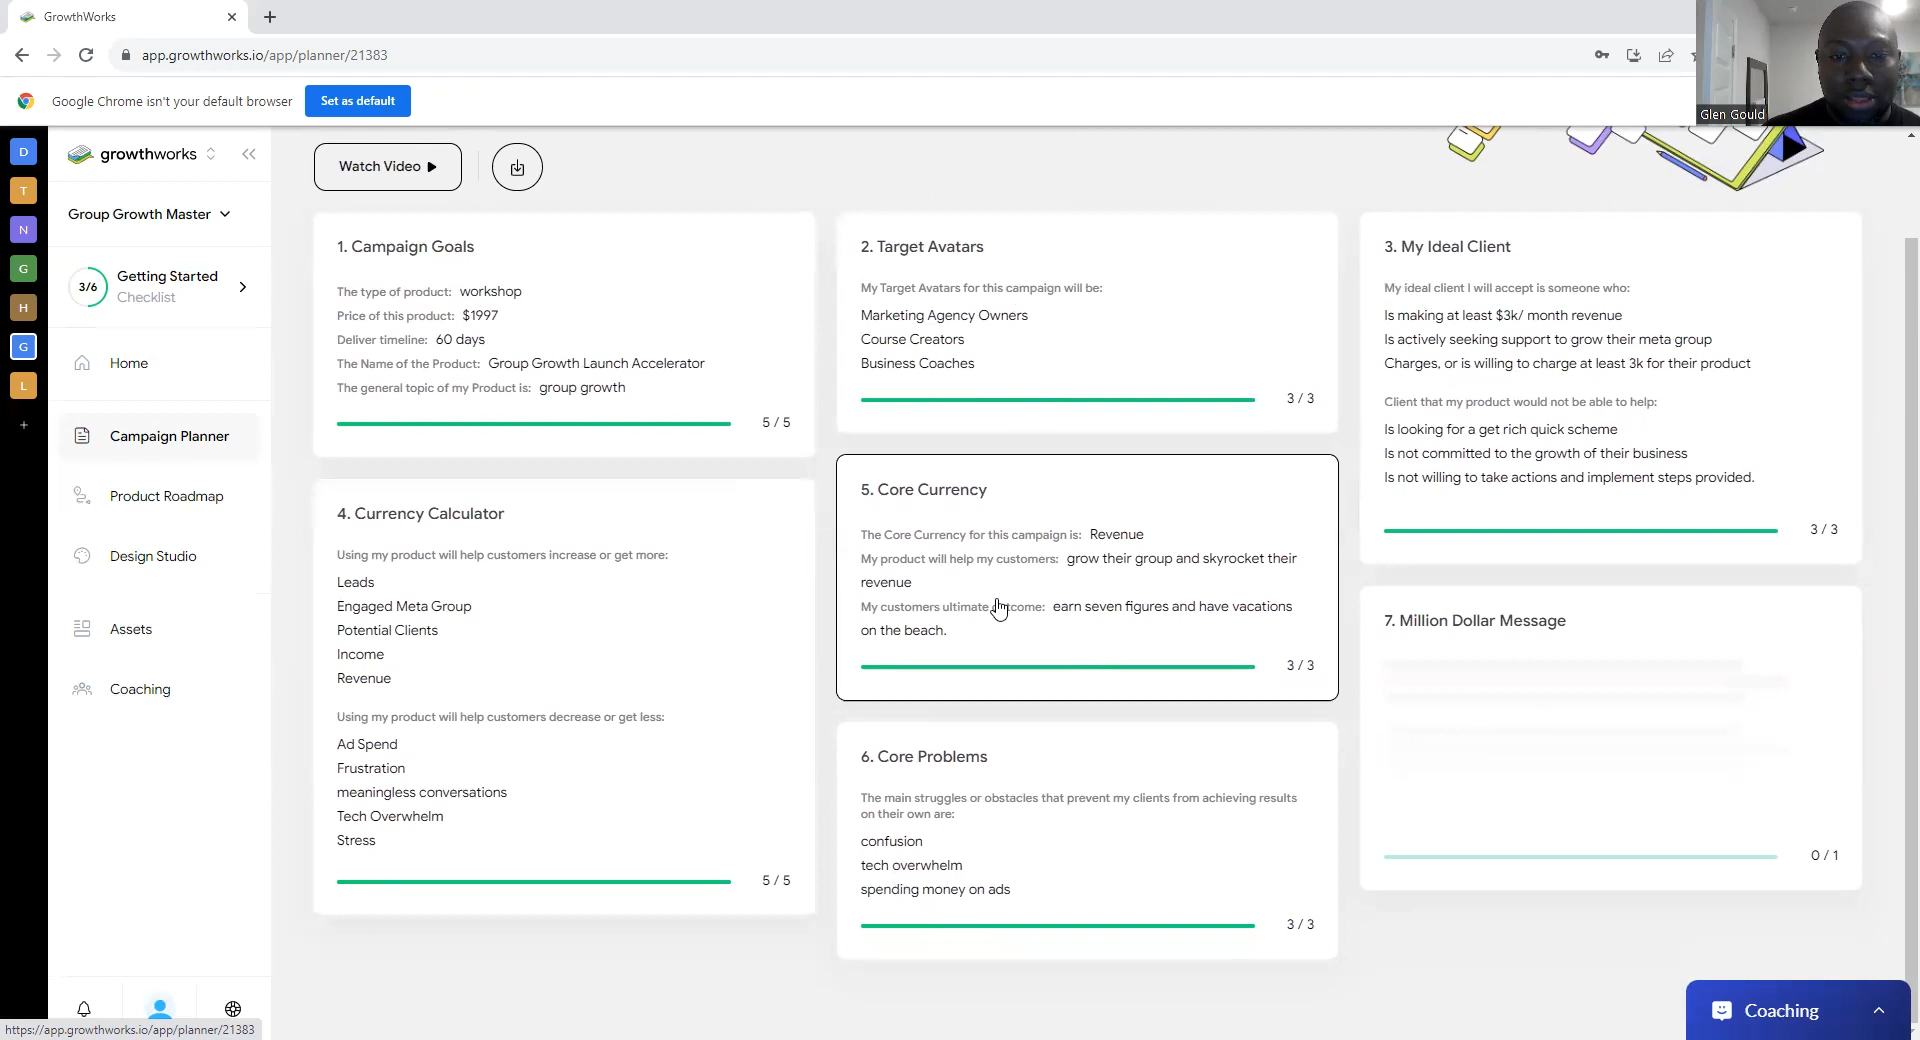 GrowthWorks
app.growthworks.io/app/planner/21383
Google Chrome isn't your default browser
Set as default
Glen Gould
D
T
N
G
H
G
L
growthworks
Group Growth Master
3/6
Getting Started
Checklist
Home
Campaign Planner
Product Roadmap
Design Studio
Assets
Coaching
Watch Video
1. Campaign Goals
The type of product: workshop
Price of this product: $1997
Deliver timeline: 60 days
The Name of the Product: Group Growth Launch Accelerator
The general topic of my Product is: group growth
5 / 5
2. Target Avatars
My Target Avatars for this campaign will be:
Marketing Agency Owners
Course Creators
Business Coaches
3 / 3
3. My Ideal Client
My ideal client I will accept is someone who:
Is making at least $3k/ month revenue
Is actively seeking support to grow their meta group
Charges, or is willing to charge at least 3k for their product
Client that my product would not be able to help:
Is looking for a get rich quick scheme
Is not committed to the growth of their business
Is not willing to take actions and implement steps provided.
3 / 3
4. Currency Calculator
Using my product will help customers increase or get more:
Leads
Engaged Meta Group
Potential Clients
Income
Revenue
Using my product will help customers decrease or get less:
Ad Spend
Frustration
meaningless conversations
Tech Overwhelm
Stress
5 / 5
5. Core Currency
The Core Currency for this campaign is: Revenue
My product will help my customers: grow their group and skyrocket their
revenue
My customers ultimate outcome: earn seven figures and have vacations
on the beach.
3 / 3
6. Core Problems
The main struggles or obstacles that prevent my clients from achieving results
on their own are:
confusion
tech overwhelm
spending money on ads
3 / 3
7. Million Dollar Message
0 / 1
Coaching
https://app.growthworks.io/app/planner/21383